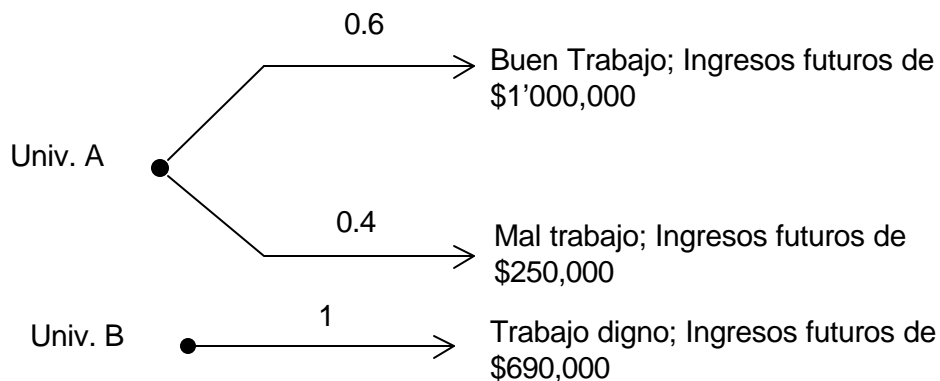 0.6
Buen Trabajo; Ingresos futuros de
$1'000,000
Univ. A
0.4
Mal trabajo; Ingresos futuros de
$250,000
1
Univ. B
Trabajo digno; Ingresos futuros de
$690,000